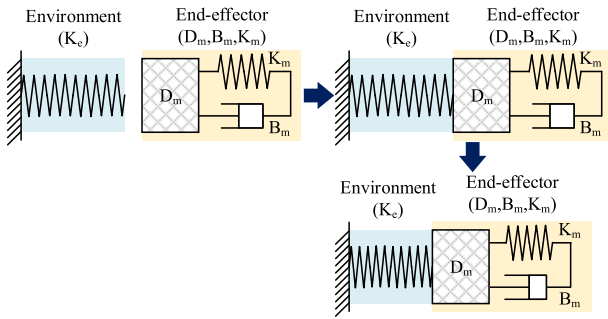 Environment
(Kₑ)
End-effector
(Dₘ,Bₘ,Kₘ)
Kₘ
Dₘ
Bₘ
Environment
(Kₑ)
End-effector
(Dₘ,Bₘ,Kₘ)
Kₘ
Dₘ
Bₘ
Environment
(Kₑ)
End-effector
(Dₘ,Bₘ,Kₘ)
Kₘ
Dₘ
Bₘ